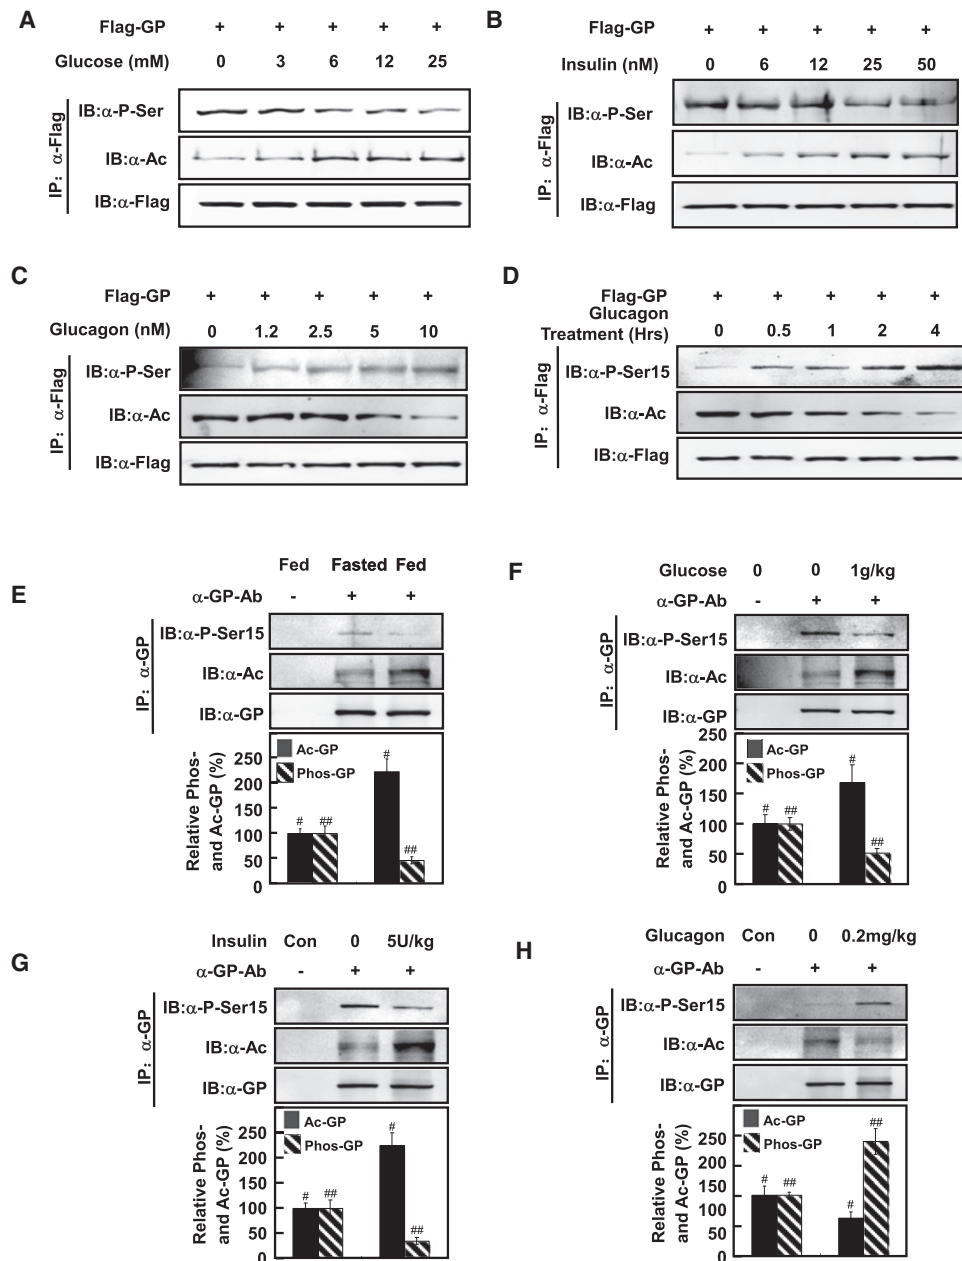 A
Flag-GP + + + + +
Glucose (mM) 0 3 6 12 25
IP: α-Flag
IB:α-P-Ser
IB:α-Ac
IB:α-Flag
B
Flag-GP + + + + +
Insulin (nM) 0 6 12 25 50
IP: α-Flag
IB:α-P-Ser
IB:α-Ac
IB:α-Flag
C
Flag-GP + + + + +
Glucagon (nM) 0 1.2 2.5 5 10
IP: α-Flag
IB:α-P-Ser
IB:α-Ac
IB:α-Flag
D
Flag-GP + + + + +
Glucagon
Treatment (Hrs) 0 0.5 1 2 4
IP: α-Flag
IB:α-P-Ser15
IB:α-Ac
IB:α-Flag
E
Fed Fasted Fed
α-GP-Ab - + +
IP: α-GP
IB:α-P-Ser15
IB:α-Ac
IB:α-GP
Relative Phos-
and Ac-GP (%)
250
200
150
100
50
0
Ac-GP
Phos-GP
# ## # ##
F
Glucose 0 0 1g/kg
α-GP-Ab - + +
IP: α-GP
IB:α-P-Ser15
IB:α-Ac
IB:α-GP
Relative Phos-
and Ac-GP (%)
250
200
150
100
50
0
Ac-GP
Phos-GP
# ## # ##
G
Insulin Con 0 5U/kg
α-GP-Ab - + +
IP: α-GP
IB:α-P-Ser15
IB:α-Ac
IB:α-GP
Relative Phos-
and Ac-GP (%)
250
200
150
100
50
0
Ac-GP
Phos-GP
# ## # ##
H
Glucagon Con 0 0.2mg/kg
α-GP-Ab - + +
IP: α-GP
IB:α-P-Ser15
IB:α-Ac
IB:α-GP
Relative Phos-
and Ac-GP (%)
250
200
150
100
50
0
Ac-GP
Phos-GP
# ## # ##